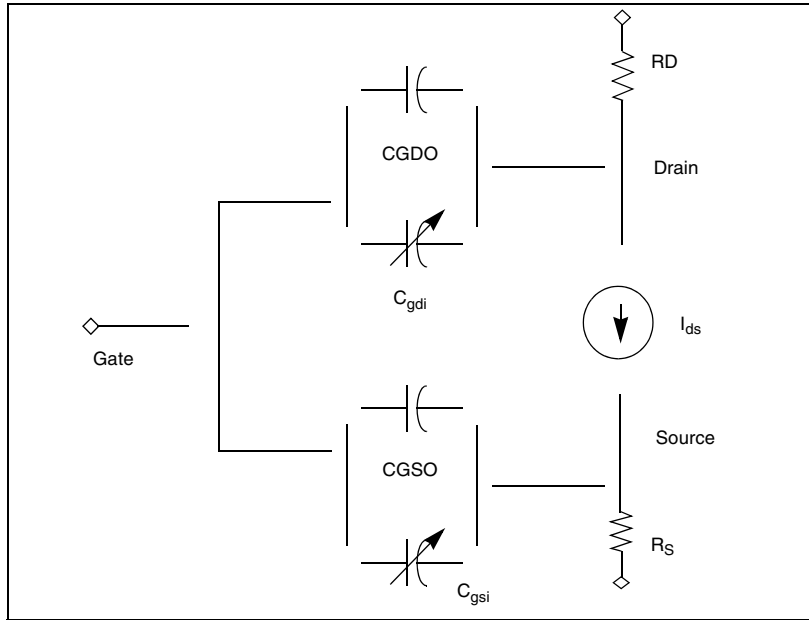 RD
CGDO
Drain
C_gdi
I_ds
Gate
Source
CGSO
R_S
C_gsi